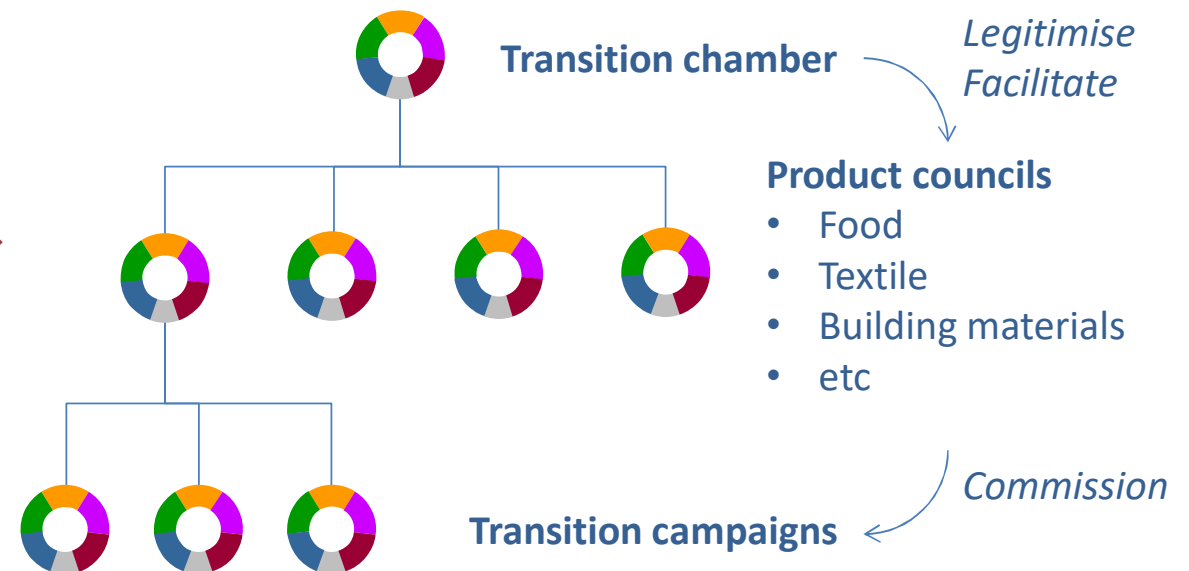 Transition chamber
Legitimise
Facilitate
Product councils
• Food
• Textile
• Building materials
• etc
Commission
Transition campaigns